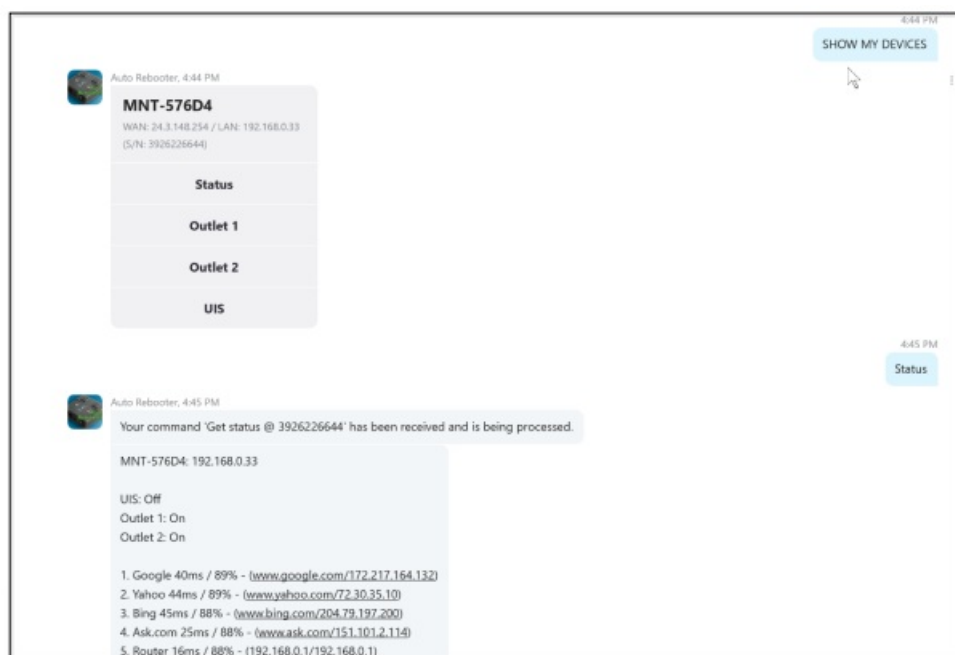 4:44 PM
SHOW MY DEVICES
Auto Rebooter, 4:44 PM
MNT-576D4
WAN: 24.3.148.254 / LAN: 192.168.0.33
(S/N: 3926226644)
Status
Outlet 1
Outlet 2
UIS
4:45 PM
Status
Auto Rebooter, 4:45 PM
Your command 'Get status @ 3926226644' has been received and is being processed.
MNT-576D4: 192.168.0.33
UIS: Off
Outlet 1: On
Outlet 2: On
1. Google 40ms / 89% - (www.google.com/172.217.164.132)
2. Yahoo 44ms / 89% - (www.yahoo.com/72.30.35.10)
3. Bing 45ms / 88% - (www.bing.com/204.79.197.200)
4. Ask.com 25ms / 88% - (www.ask.com/151.101.2.114)
5. Router 16ms / 88% - (192.168.0.1/192.168.0.1)